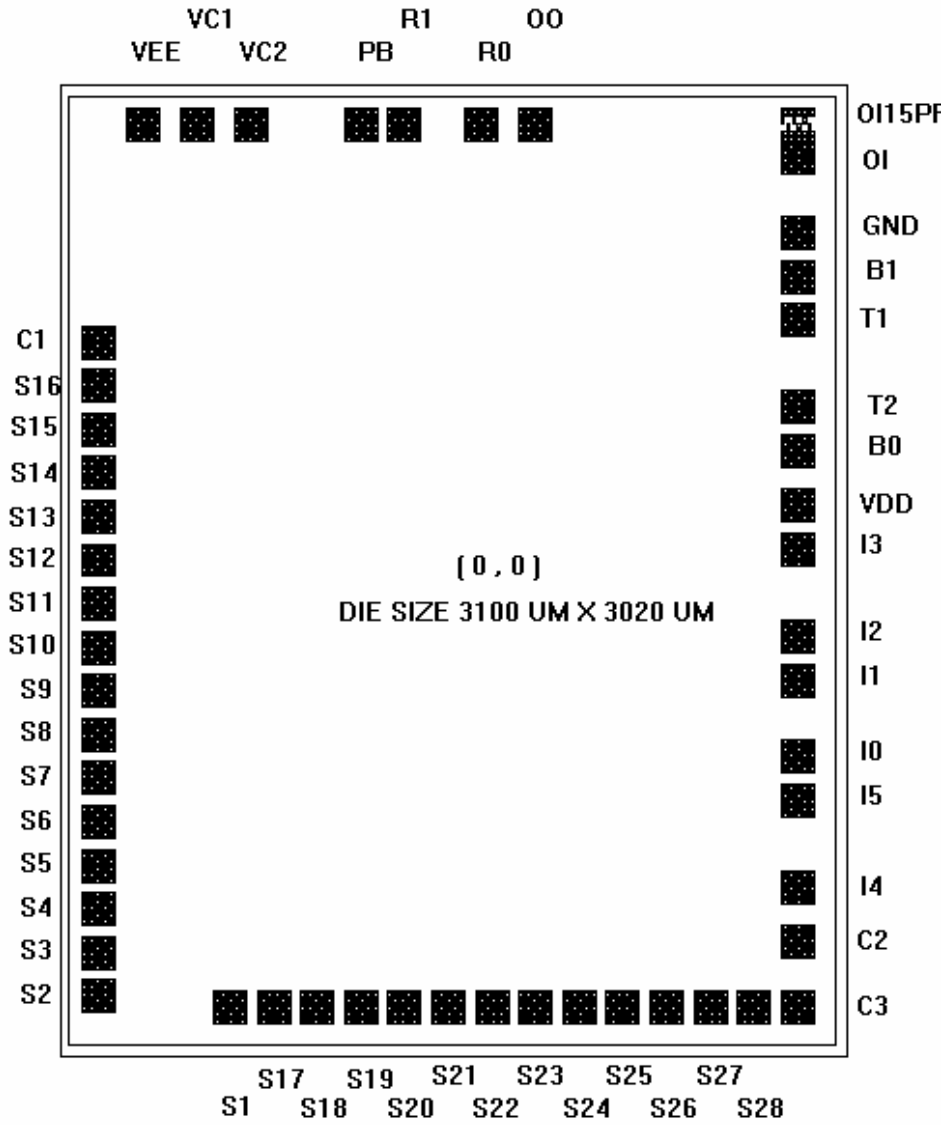 VC1 R1 OO
VEE VC2 PB R0
OI15PF
OI
GND
B1
T1
C1
S16
T2
S15
B0
S14
VDD
S13
I3
S12
(0,0)
S11
DIE SIZE 3100 UM X 3020 UM
I2
S10
I1
S9
S8
I0
S7
I5
S6
S5
I4
S4
C2
S3
S2
C3
S17 S19 S21 S23 S25 S27
S1 S18 S20 S22 S24 S26 S28